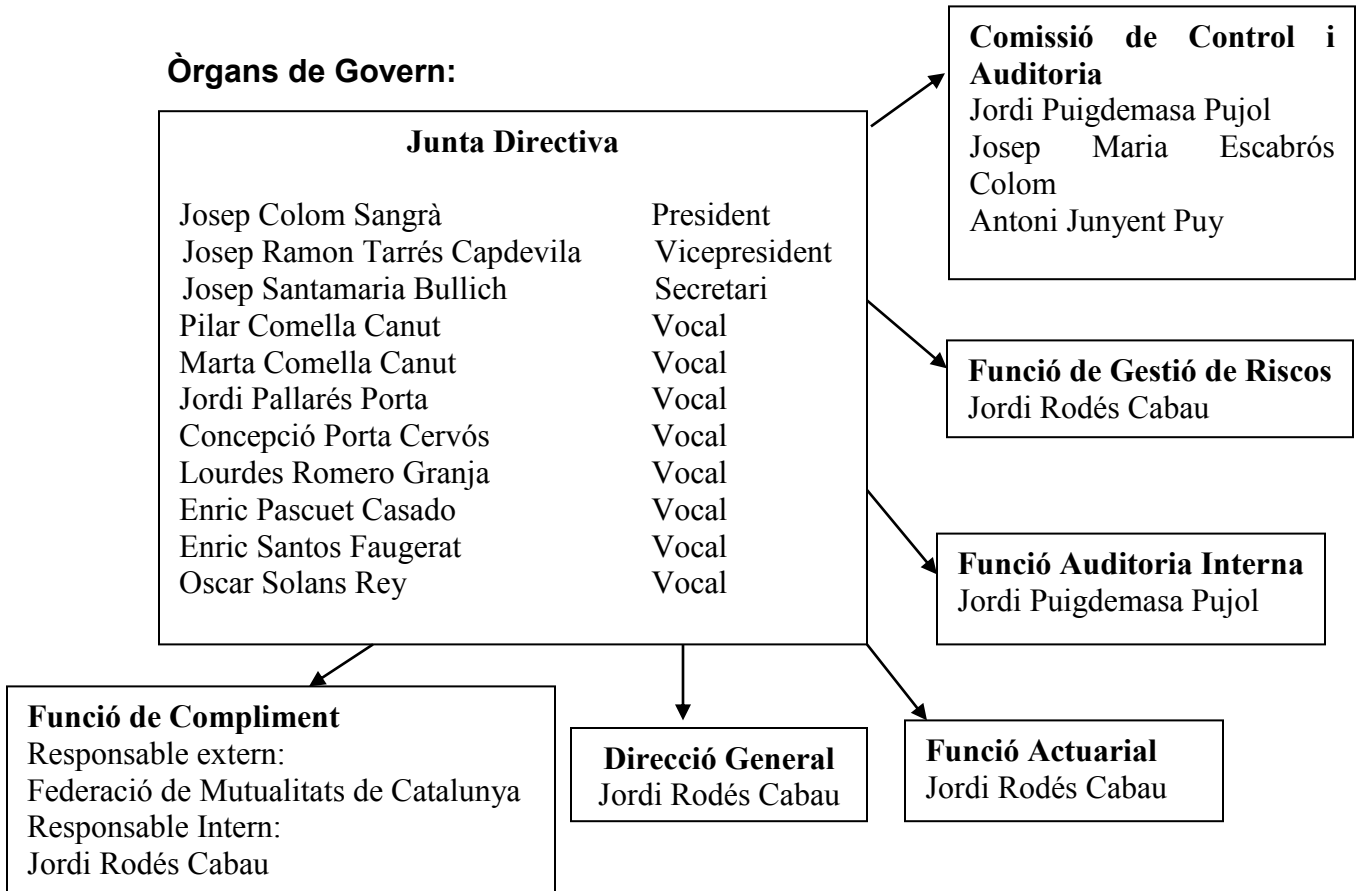 Òrgans de Govern:
Comissió de Control i
Auditoria
Jordi Puigdemasa Pujol
Josep Maria Escabrós
Colom
Antoni Junyent Puy
Junta Directiva
Josep Colom Sangrà President
Josep Ramon Tarrés Capdevila Vicepresident
Josep Santamaria Bullich Secretari
Pilar Comella Canut Vocal
Marta Comella Canut Vocal
Jordi Pallarés Porta Vocal
Concepció Porta Cervós Vocal
Lourdes Romero Granja Vocal
Enric Pascuet Casado Vocal
Enric Santos Faugerat Vocal
Oscar Solans Rey Vocal
Funció de Gestió de Riscos
Jordi Rodés Cabau
Funció Auditoria Interna
Jordi Puigdemasa Pujol
Funció de Compliment
Responsable extern:
Federació de Mutualitats de Catalunya
Responsable Intern:
Jordi Rodés Cabau
Direcció General
Jordi Rodés Cabau
Funció Actuarial
Jordi Rodés Cabau